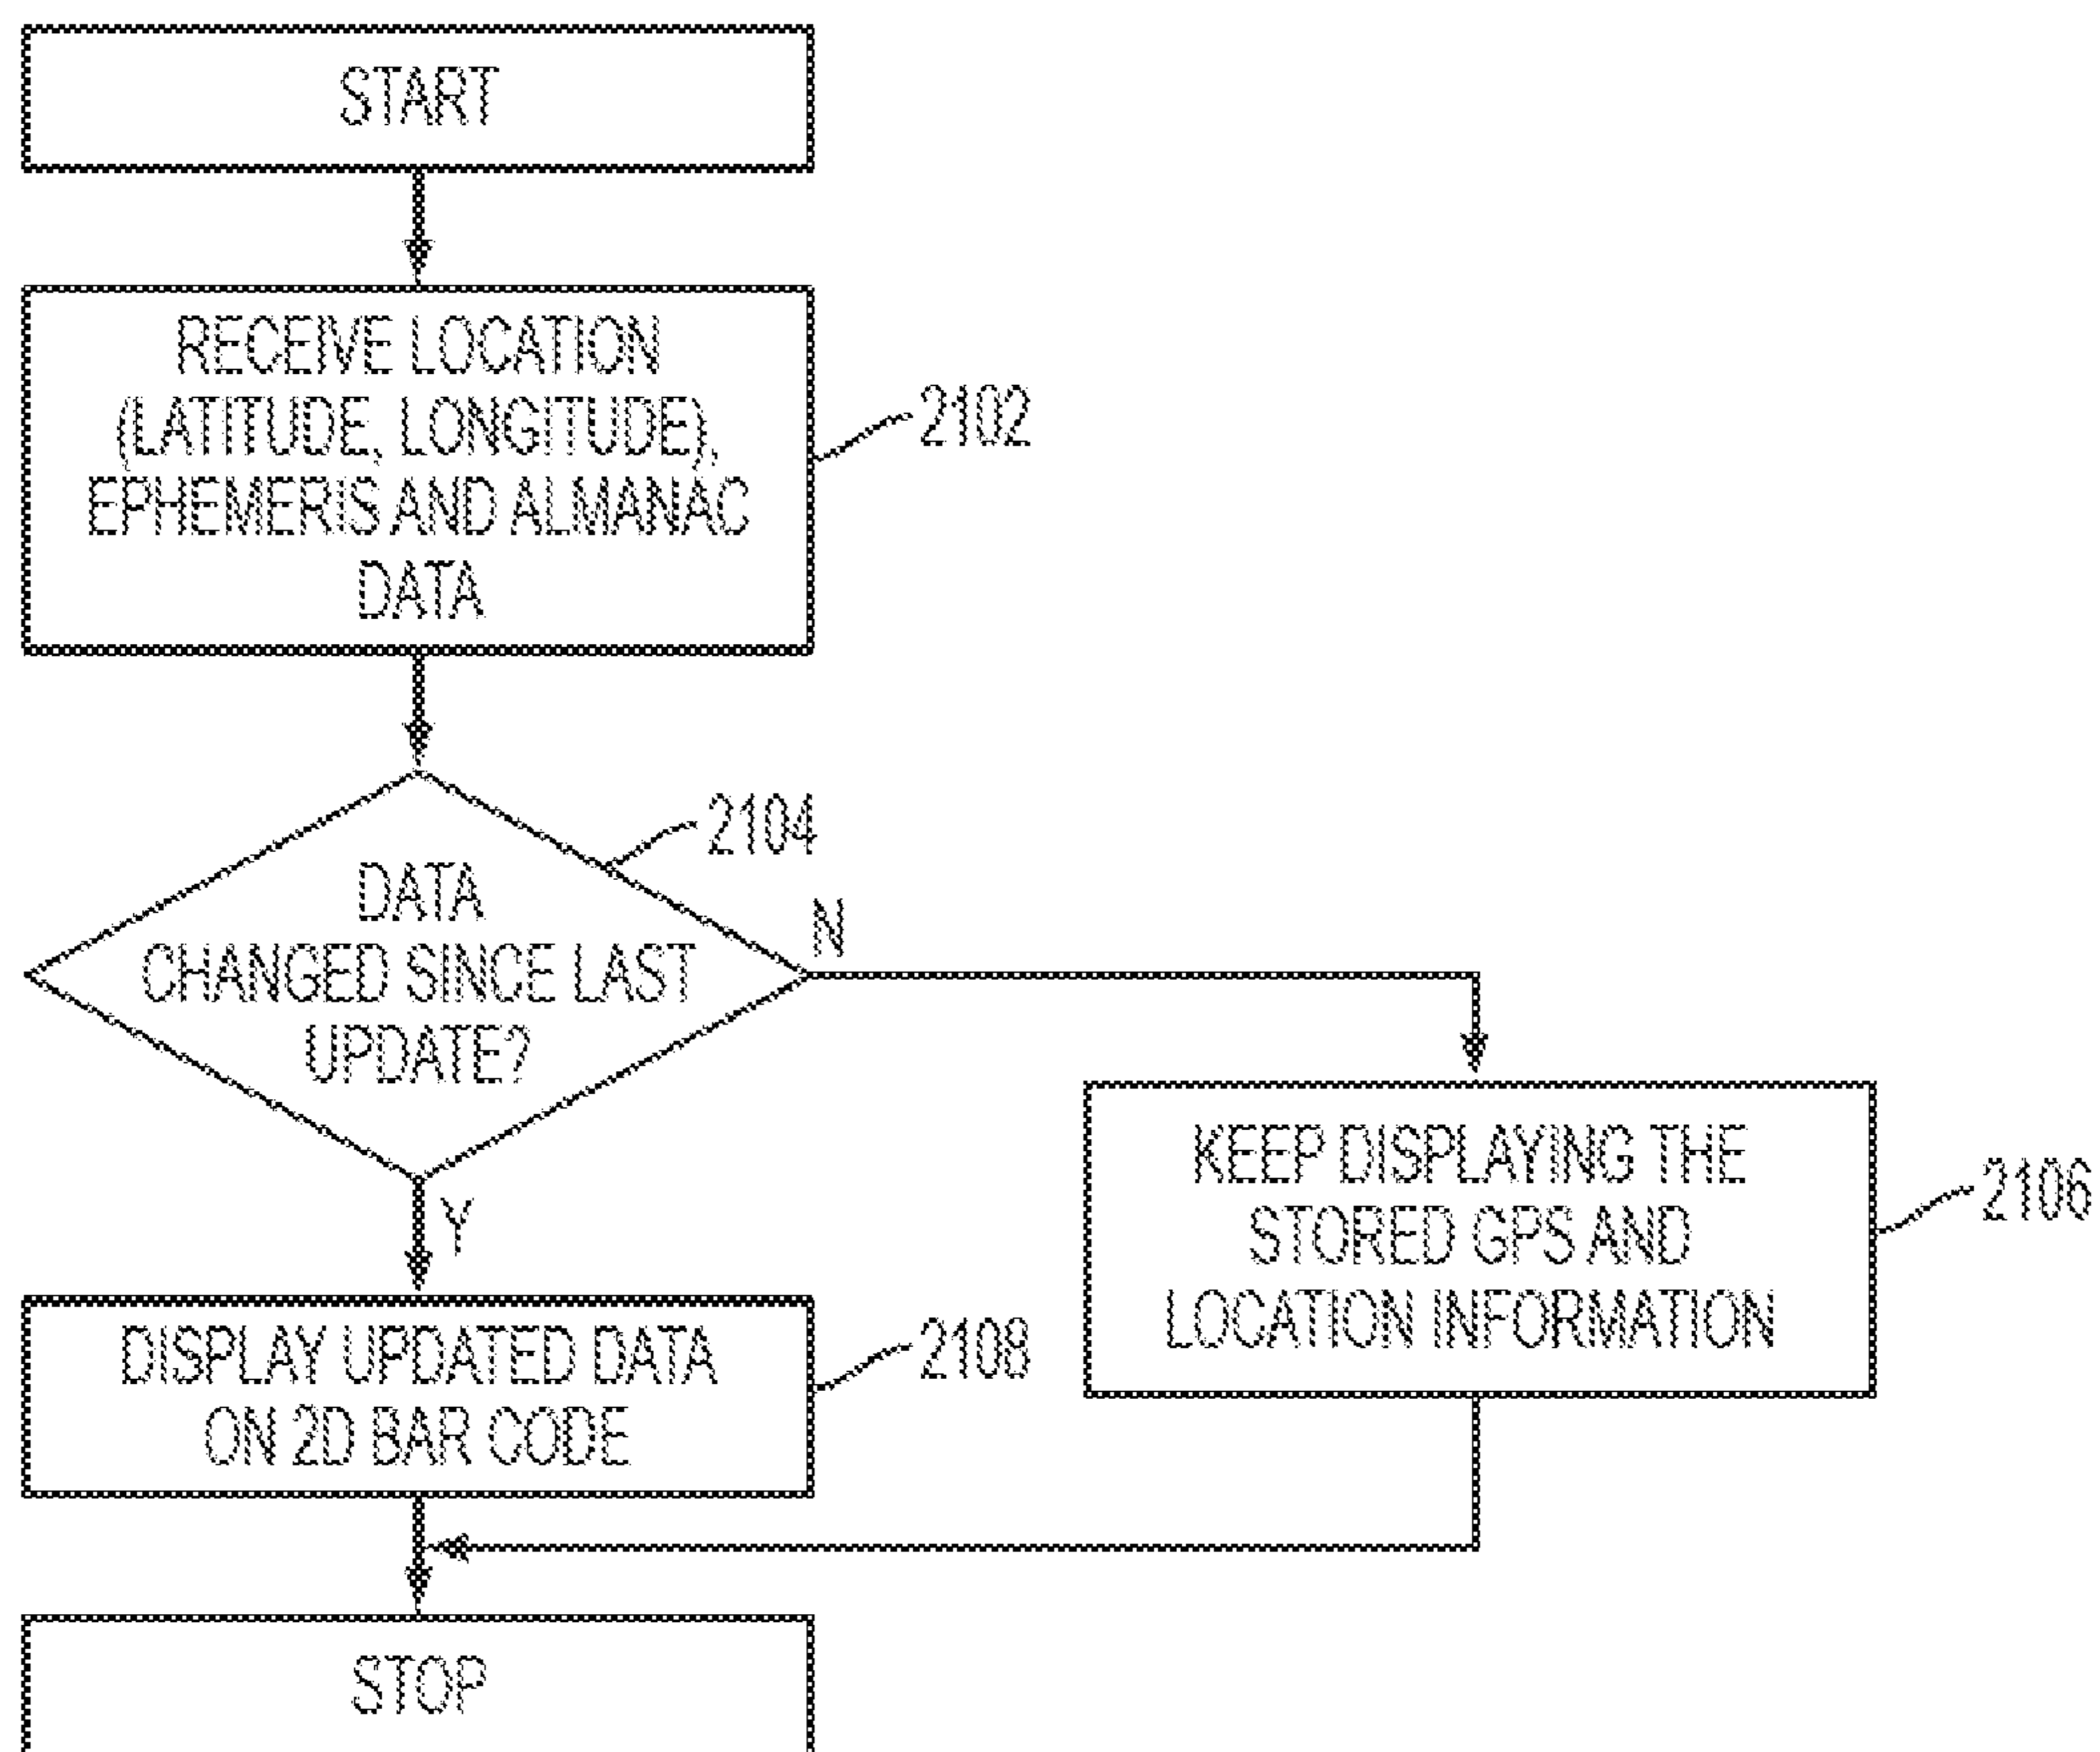 START
RECEIVE LOCATION
(LATITUDE, LONGITUDE),
EPHEMERIS AND ALMANAC
DATA
2102
2104
DATA
CHANGED SINCE LAST
UPDATE?
N
Y
KEEP DISPLAYING THE
STORED GPS AND
LOCATION INFORMATION
2106
DISPLAY UPDATED DATA
ON 2D BAR CODE
2108
STOP